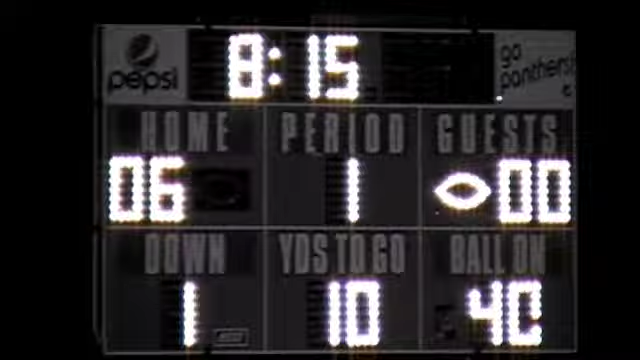 pepsi 8:15 go panthers!
HOME PERIOD GUESTS
06 1 00
DOWN YDS TO GO BALL ON
1 10 40